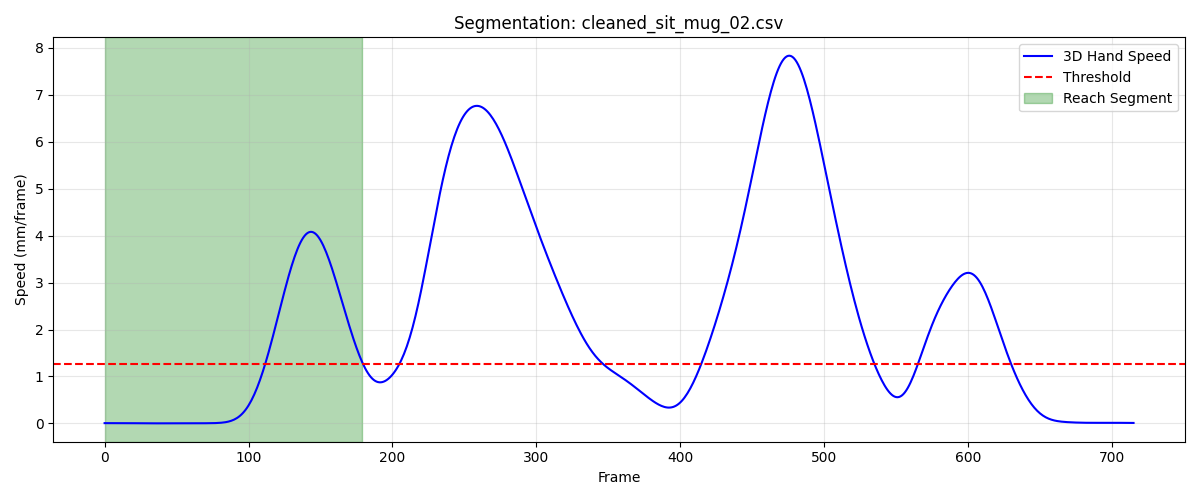 Segmentation: cleaned_sit_mug_02.csv
3D Hand Speed
Threshold
Reach Segment
Speed (mm/frame)
8
7
6
5
4
3
2
1
0
0 100 200 300 400 500 600 700
Frame